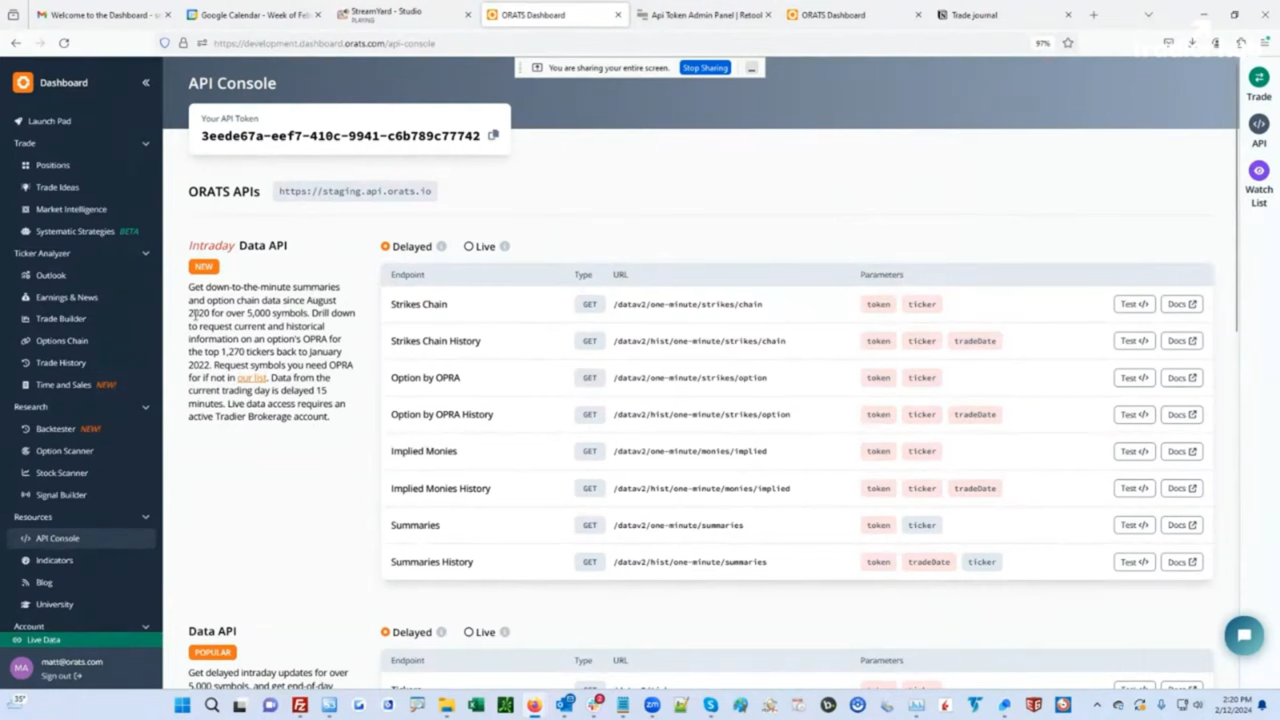 Welcome to the Dashboard - s
Google Calendar - Week of Feb
StreamYard - Studio
PLAYING
ORATS Dashboard
Api Token Admin Panel | Retool
ORATS Dashboard
Trade journal
https://development.dashboard.orats.com/api-console
97%
You are sharing your entire screen.
Stop Sharing
Dashboard
Launch Pad
Trade
Positions
Trade Ideas
Market Intelligence
Systematic Strategies BETA
Ticker Analyzer
Outlook
Earnings & News
Trade Builder
Options Chain
Trade History
Time and Sales NEW!
Research
Backtester NEW!
Option Scanner
Stock Scanner
Signal Builder
Resources
API Console
Indicators
Blog
University
Account
Live Data
MA
matt@orats.com
Sign out
API Console
Your API Token
3eede67a-eef7-410c-9941-c6b789c77742
ORATS APIs
https://staging.api.orats.io
Intraday Data API
NEW
Get down-to-the-minute summaries
and option chain data since August
2020 for over 5,000 symbols. Drill down
to request current and historical
information on an option's OPRA for
the top 1,270 tickers back to January
2022. Request symbols you need OPRA
for if not in our list. Data from the
current trading day is delayed 15
minutes. Live data access requires an
active Tradier Brokerage account.
Delayed Live
Endpoint Type URL Parameters
Strikes Chain GET /datav2/one-minute/strikes/chain token ticker Test </> Docs
Strikes Chain History GET /datav2/hist/one-minute/strikes/chain token ticker tradeDate Test </> Docs
Option by OPRA GET /datav2/one-minute/strikes/option token ticker Test </> Docs
Option by OPRA History GET /datav2/hist/one-minute/strikes/option token ticker tradeDate Test </> Docs
Implied Monies GET /datav2/one-minute/monies/implied token ticker Test </> Docs
Implied Monies History GET /datav2/hist/one-minute/monies/implied token ticker tradeDate Test </> Docs
Summaries GET /datav2/one-minute/summaries token ticker Test </> Docs
Summaries History GET /datav2/hist/one-minute/summaries token tradeDate ticker Test </> Docs
Data API
POPULAR
Get delayed intraday updates for over
5,000 symbols, and get end-of-day
Delayed Live
Endpoint Type URL Parameters
Trade
API
Watch
List
35°
2:20 PM
2/12/2024